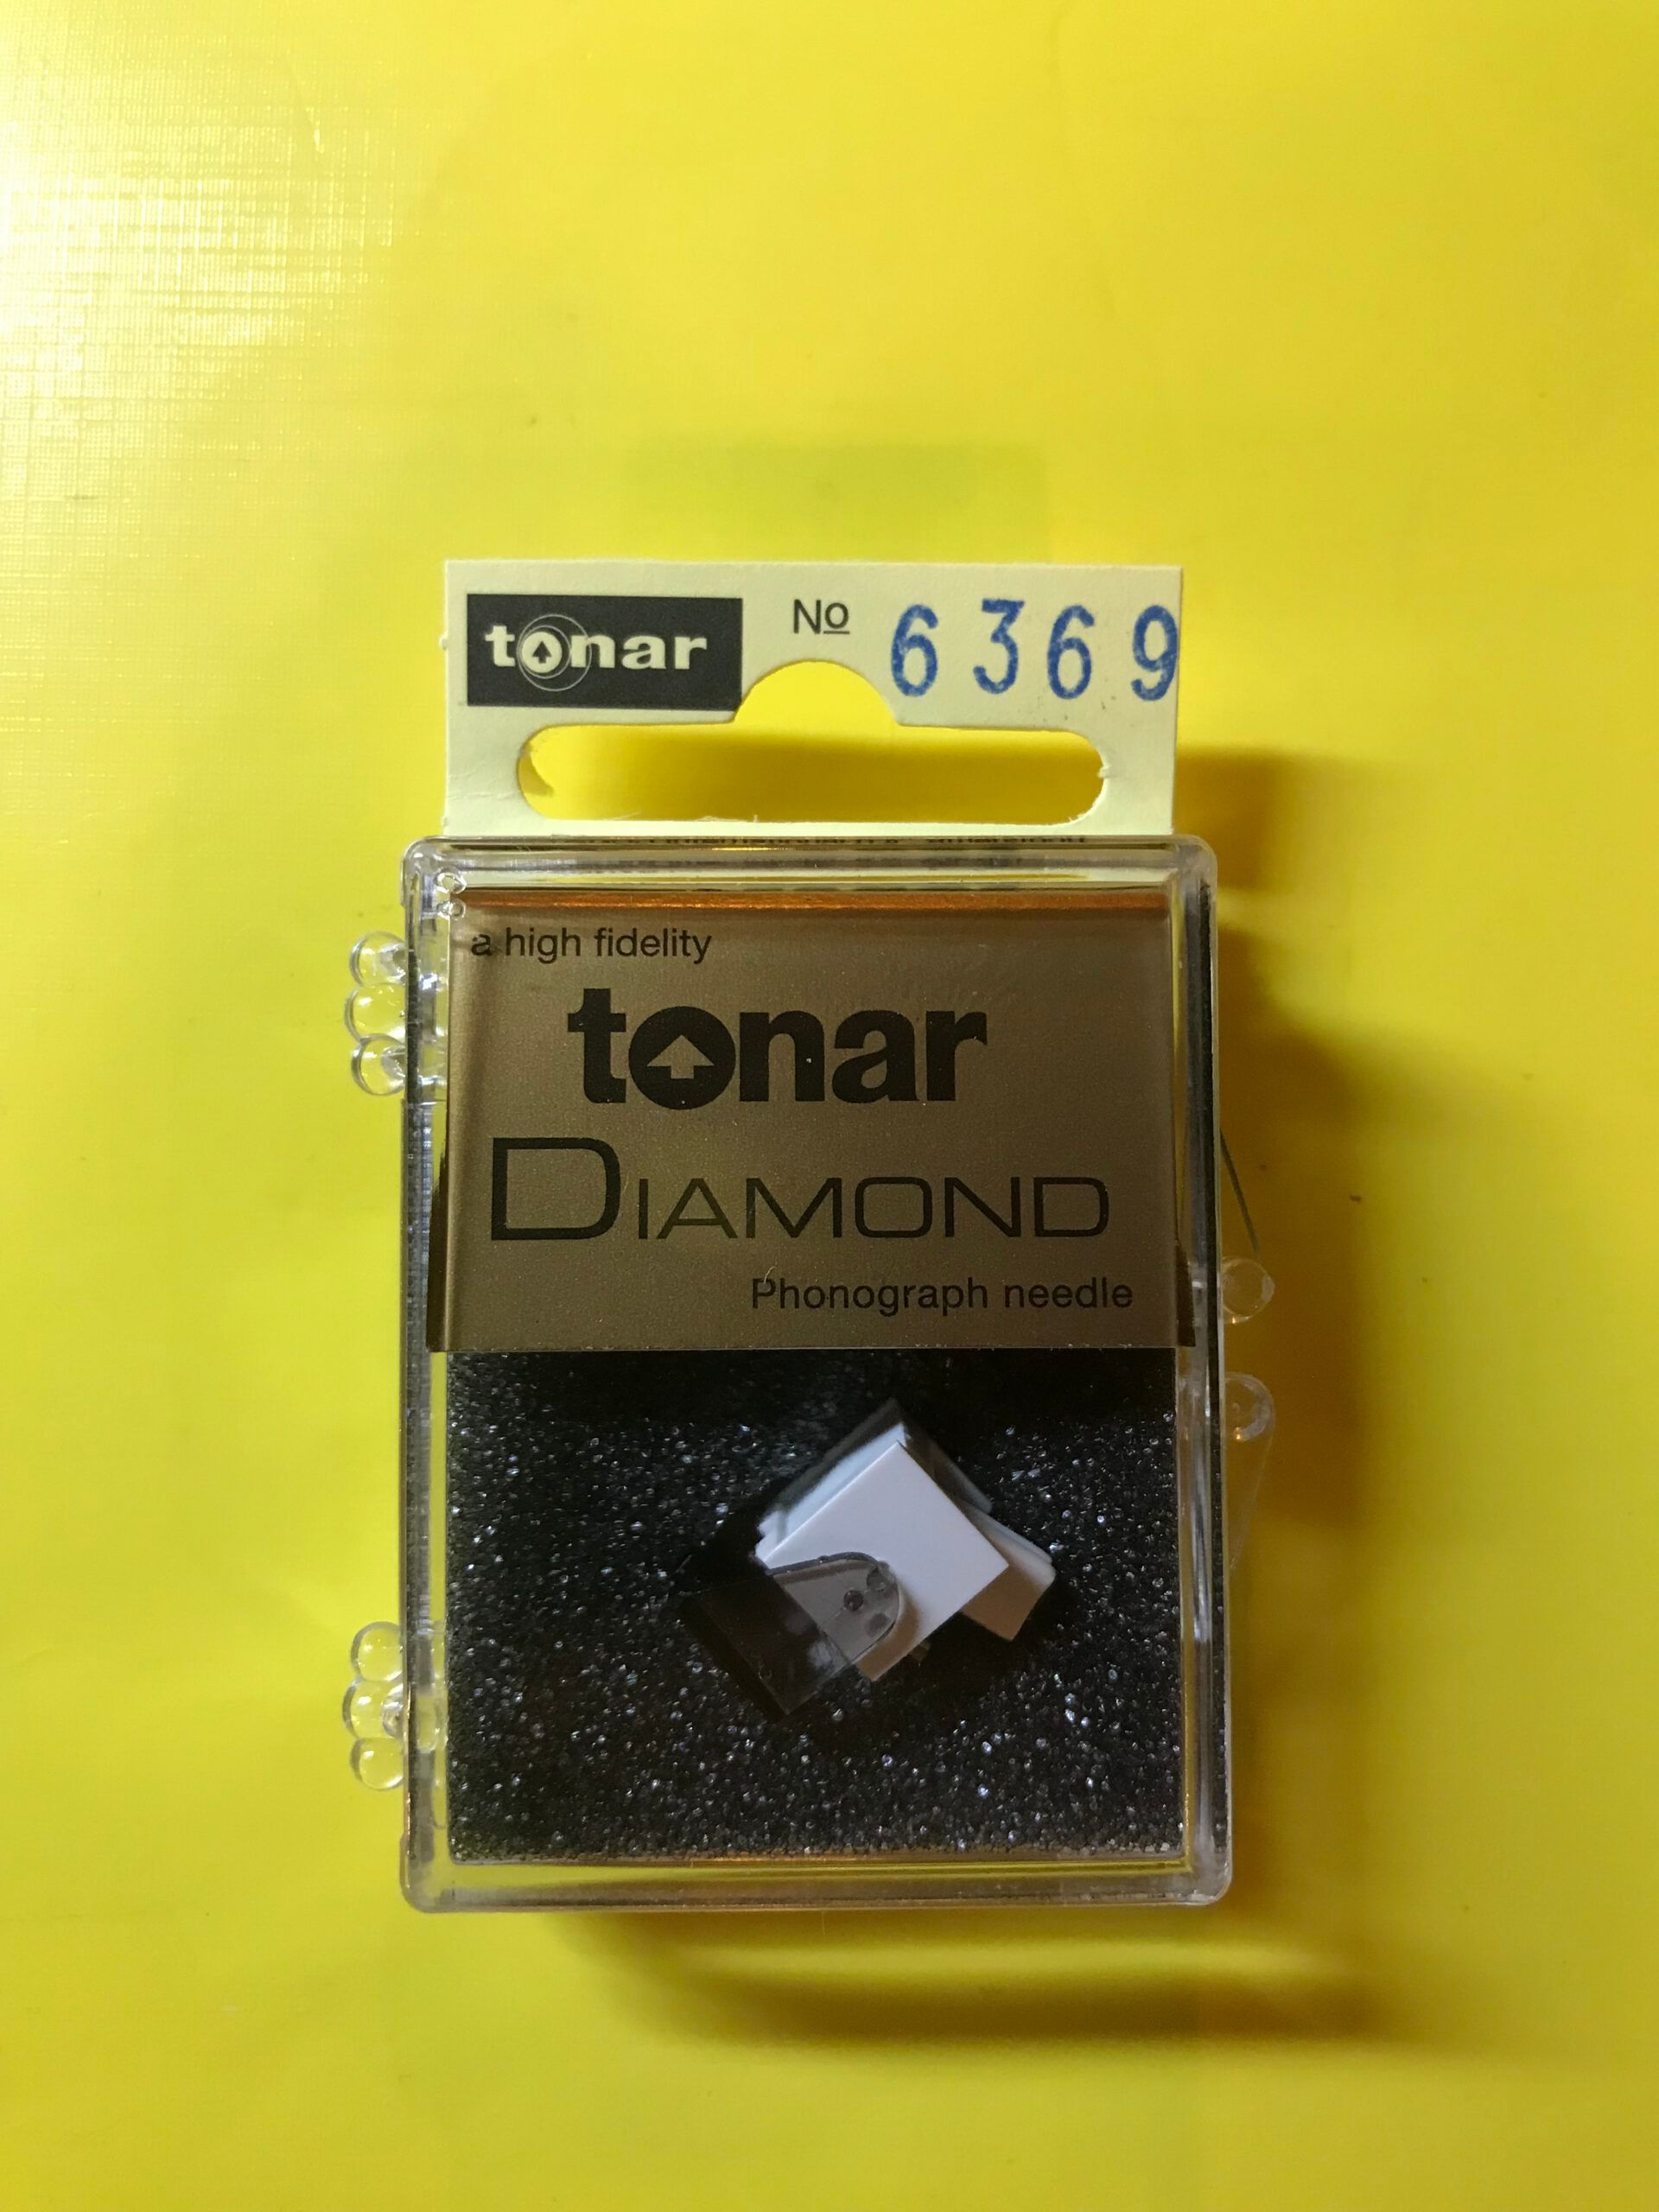 tonar No 6369
a high fidelity
tonar
DIAMOND
Phonograph needle